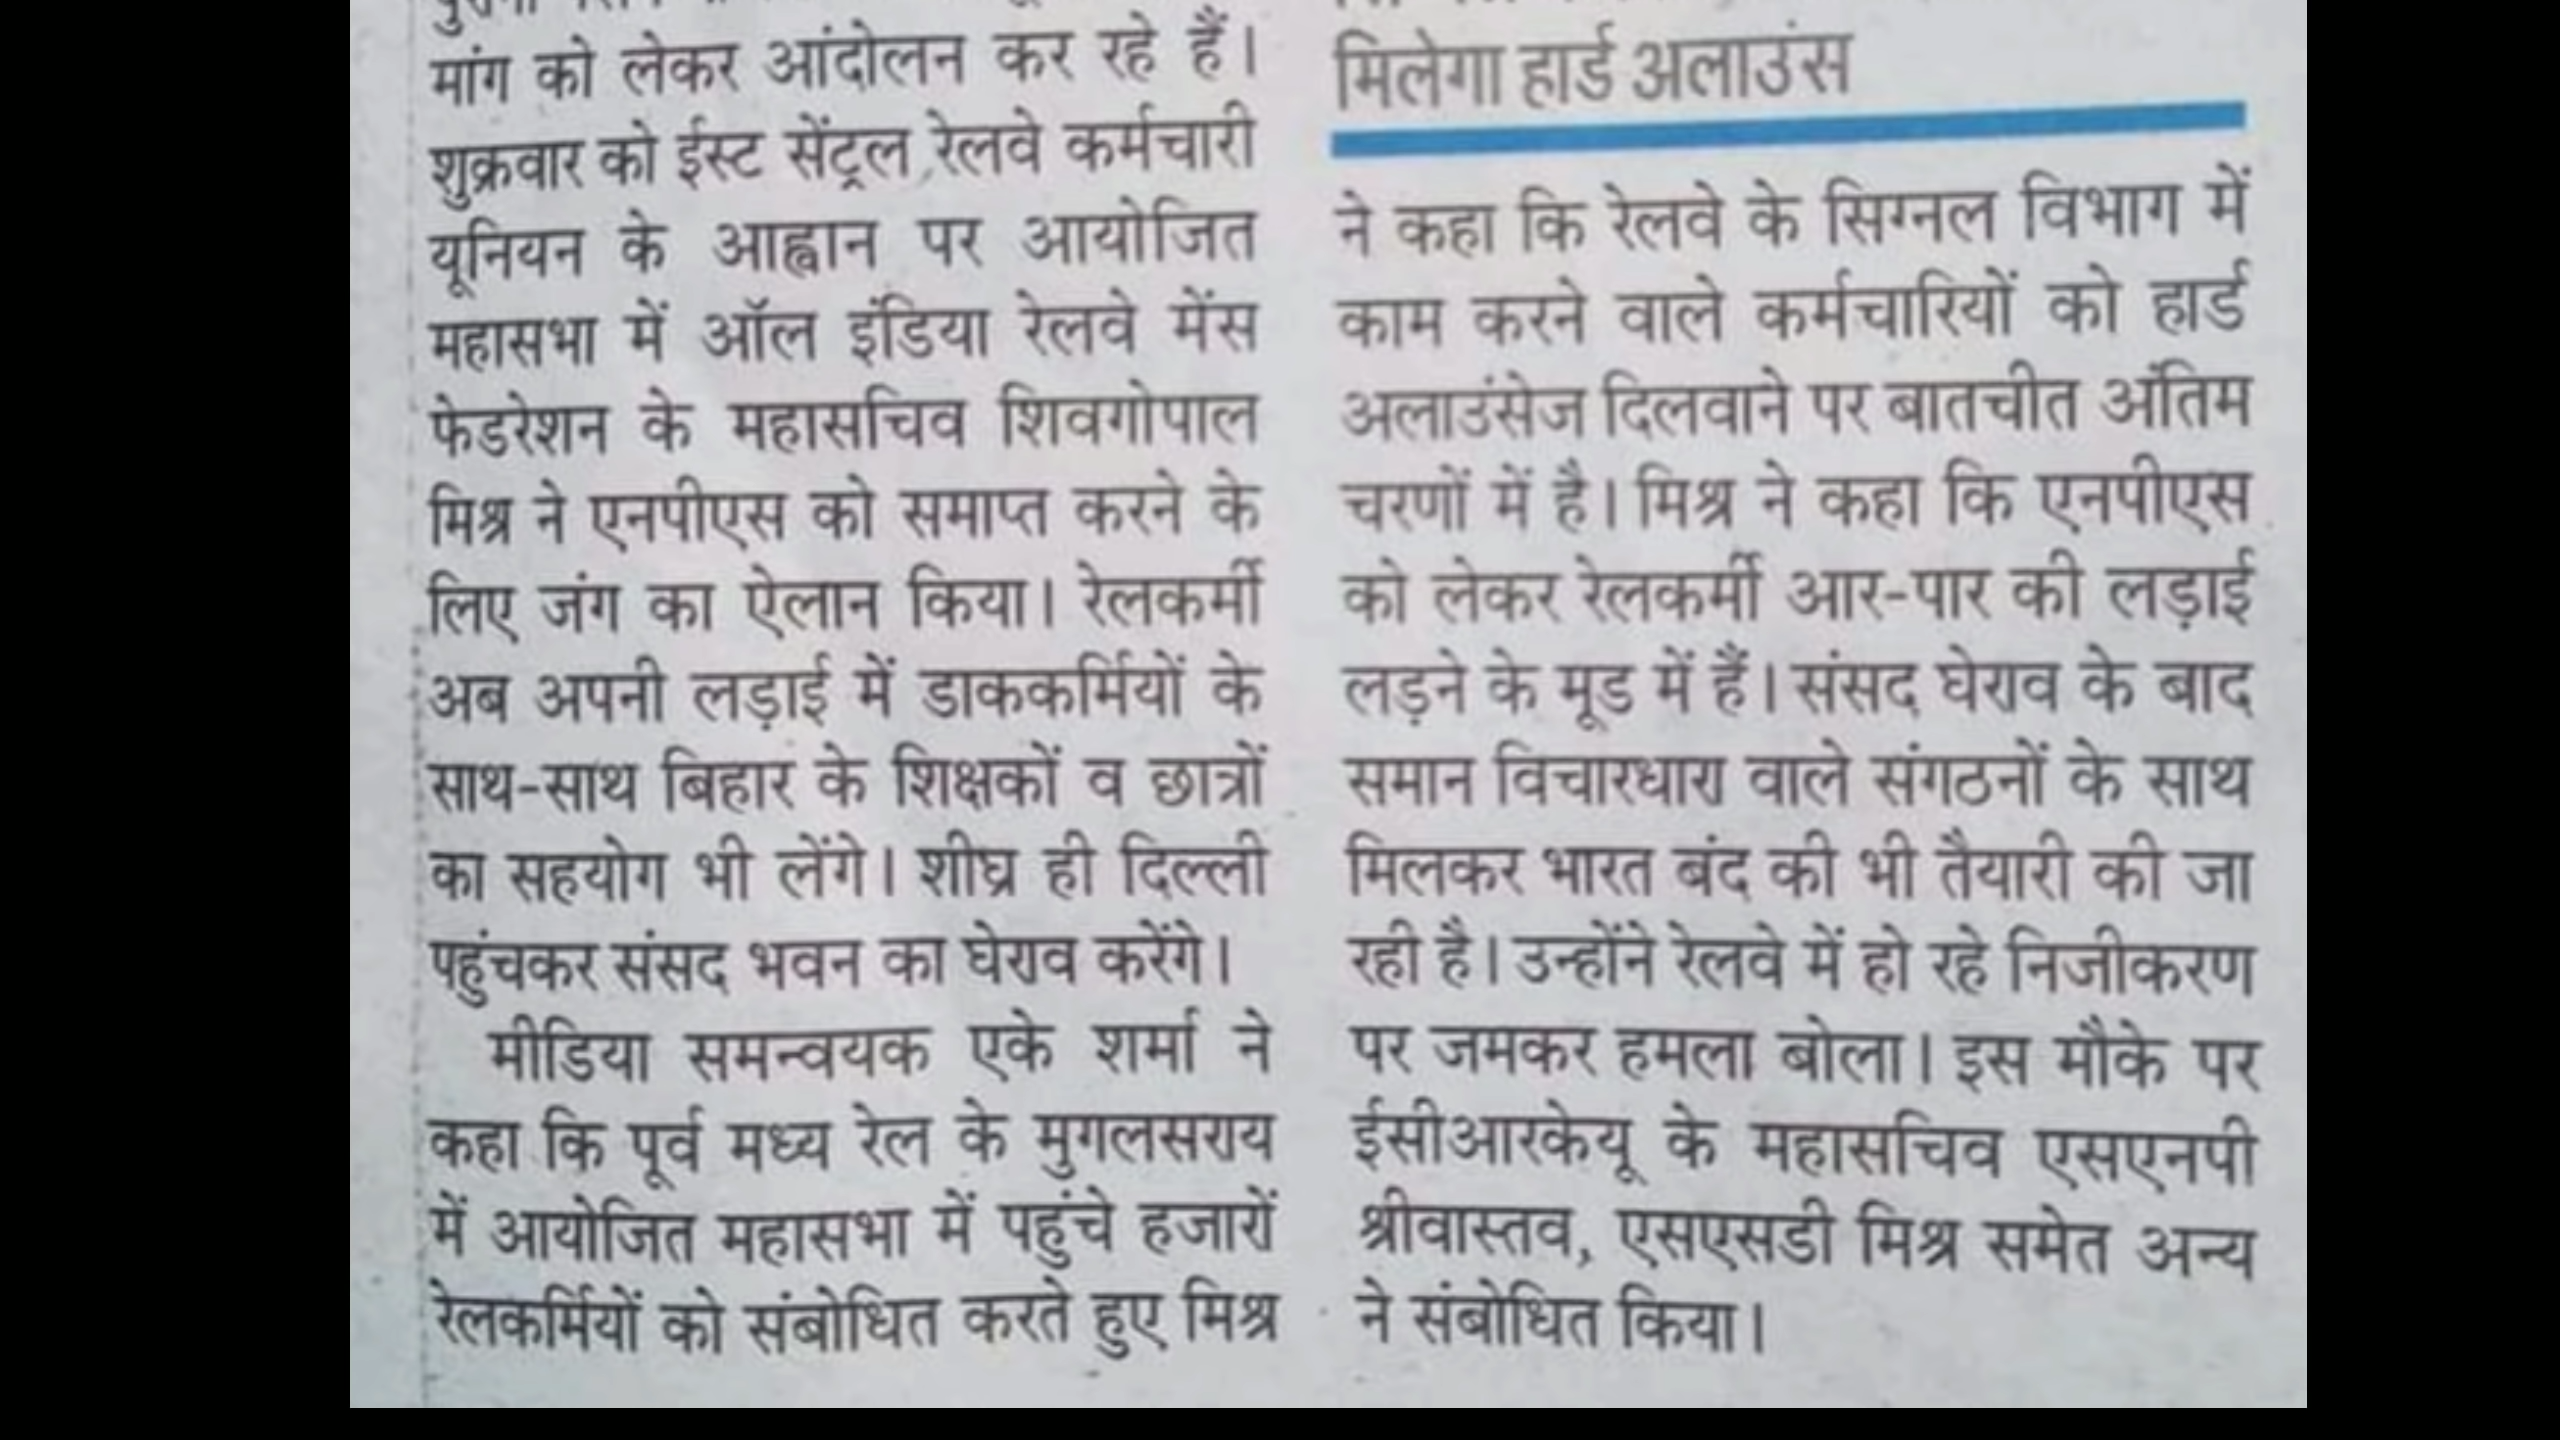 मांग को लेकर आंदोलन कर रहे हैं।
शुक्रवार को ईस्ट सेंट्रल रेलवे कर्मचारी
यूनियन के आह्वान पर आयोजित
महासभा में ऑल इंडिया रेलवे मेंस
फेडरेशन के महासचिव शिवगोपाल
मिश्र ने एनपीएस को समाप्त करने के
लिए जंग का ऐलान किया। रेलकर्मी
अब अपनी लड़ाई में डाककर्मियों के
साथ-साथ बिहार के शिक्षकों व छात्रों
का सहयोग भी लेंगे। शीघ्र ही दिल्ली
पहुंचकर संसद भवन का घेराव करेंगे।
मीडिया समन्वयक एके शर्मा ने
कहा कि पूर्व मध्य रेल के मुगलसराय
में आयोजित महासभा में पहुंचे हजारों
रेलकर्मियों को संबोधित करते हुए मिश्र
मिलेगा हार्ड अलाउंस
ने कहा कि रेलवे के सिग्नल विभाग में
काम करने वाले कर्मचारियों को हार्ड
अलाउंसेज दिलवाने पर बातचीत अंतिम
चरणों में है। मिश्र ने कहा कि एनपीएस
को लेकर रेलकर्मी आर-पार की लड़ाई
लड़ने के मूड में हैं। संसद घेराव के बाद
समान विचारधारा वाले संगठनों के साथ
मिलकर भारत बंद की भी तैयारी की जा
रही है। उन्होंने रेलवे में हो रहे निजीकरण
पर जमकर हमला बोला। इस मौके पर
ईसीआरकेयू के महासचिव एसएनपी
श्रीवास्तव, एसएसडी मिश्र समेत अन्य
ने संबोधित किया।